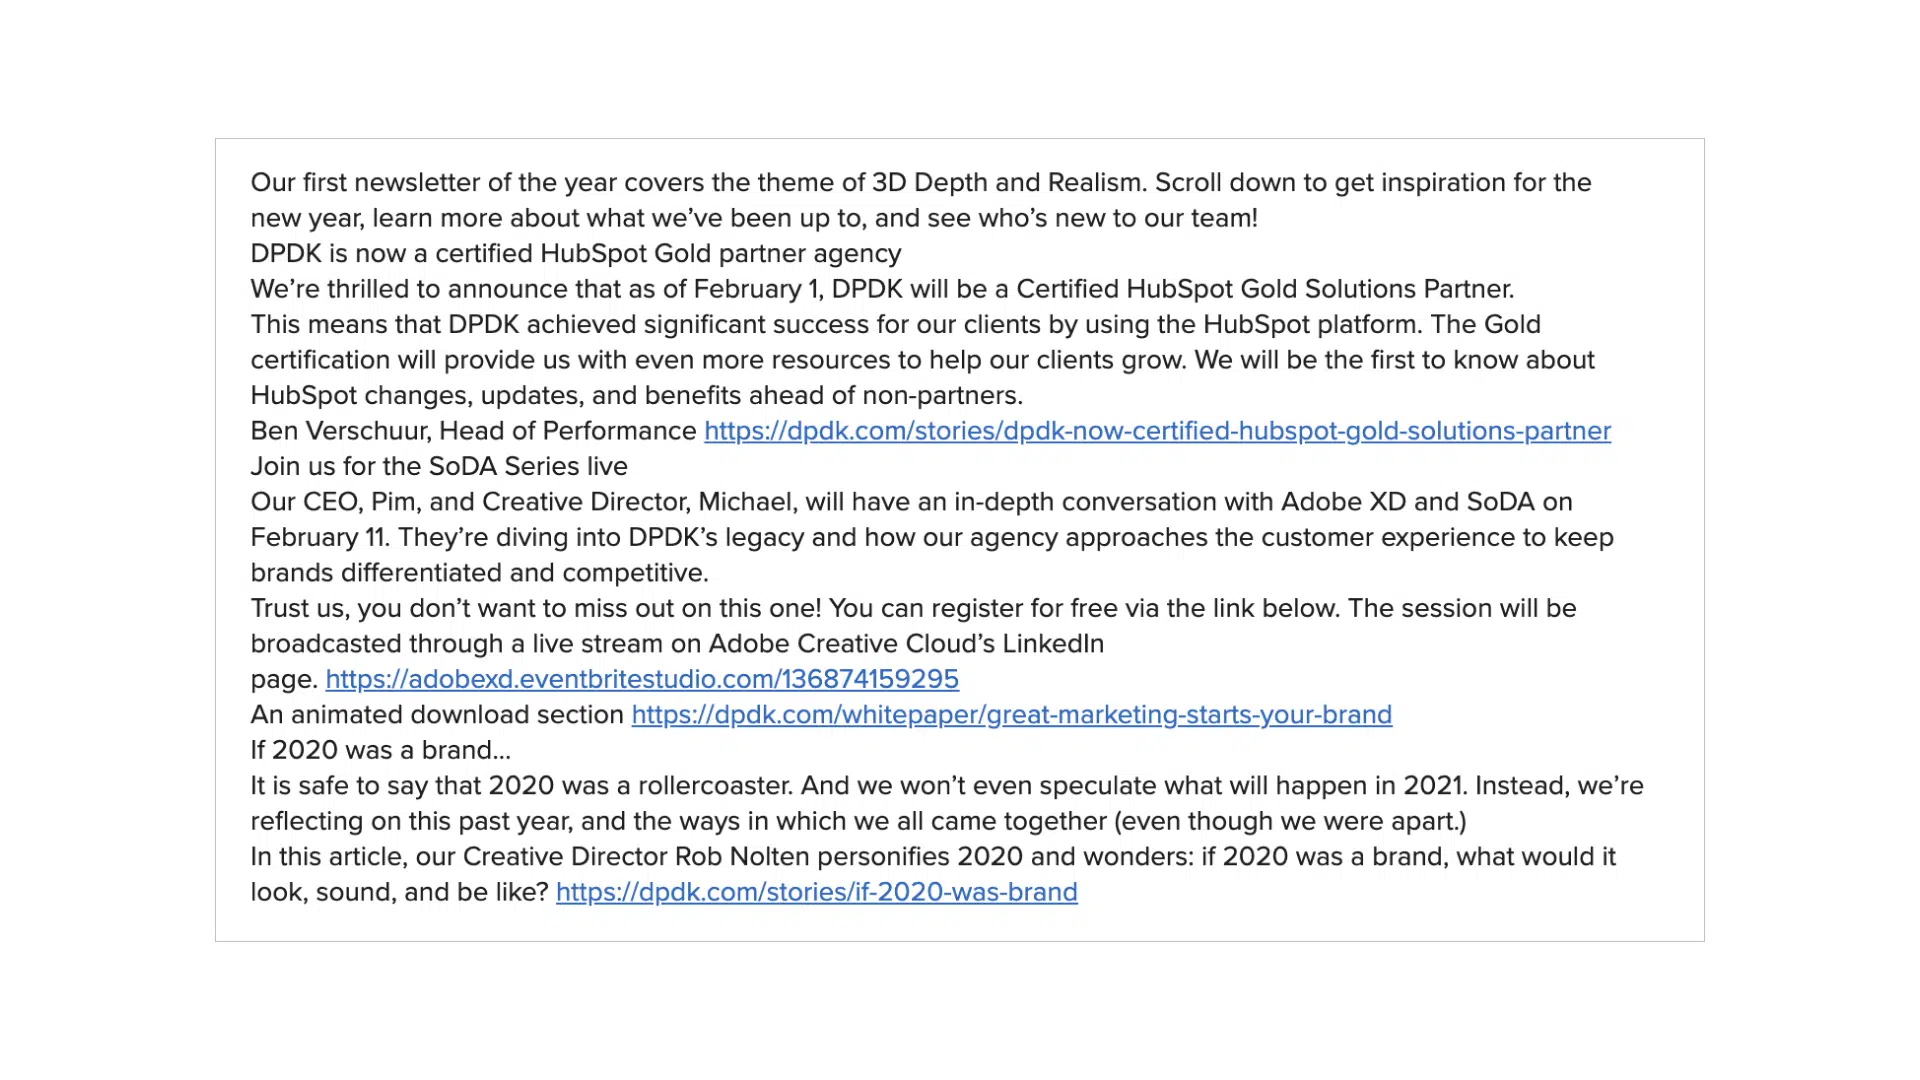 Our first newsletter of the year covers the theme of 3D Depth and Realism. Scroll down to get inspiration for the
new year, learn more about what we’ve been up to, and see who’s new to our team!
DPDK is now a certified HubSpot Gold partner agency
We’re thrilled to announce that as of February 1, DPDK will be a Certified HubSpot Gold Solutions Partner.
This means that DPDK achieved significant success for our clients by using the HubSpot platform. The Gold
certification will provide us with even more resources to help our clients grow. We will be the first to know about
HubSpot changes, updates, and benefits ahead of non-partners.
Ben Verschuur, Head of Performance https://dpdk.com/stories/dpdk-now-certified-hubspot-gold-solutions-partner
Join us for the SoDA Series live
Our CEO, Pim, and Creative Director, Michael, will have an in-depth conversation with Adobe XD and SoDA on
February 11. They’re diving into DPDK’s legacy and how our agency approaches the customer experience to keep
brands differentiated and competitive.
Trust us, you don’t want to miss out on this one! You can register for free via the link below. The session will be
broadcasted through a live stream on Adobe Creative Cloud’s LinkedIn
page. https://adobexd.eventbritestudio.com/136874159295
An animated download section https://dpdk.com/whitepaper/great-marketing-starts-your-brand
If 2020 was a brand...
It is safe to say that 2020 was a rollercoaster. And we won’t even speculate what will happen in 2021. Instead, we’re
reflecting on this past year, and the ways in which we all came together (even though we were apart.)
In this article, our Creative Director Rob Nolten personifies 2020 and wonders: if 2020 was a brand, what would it
look, sound, and be like? https://dpdk.com/stories/if-2020-was-brand